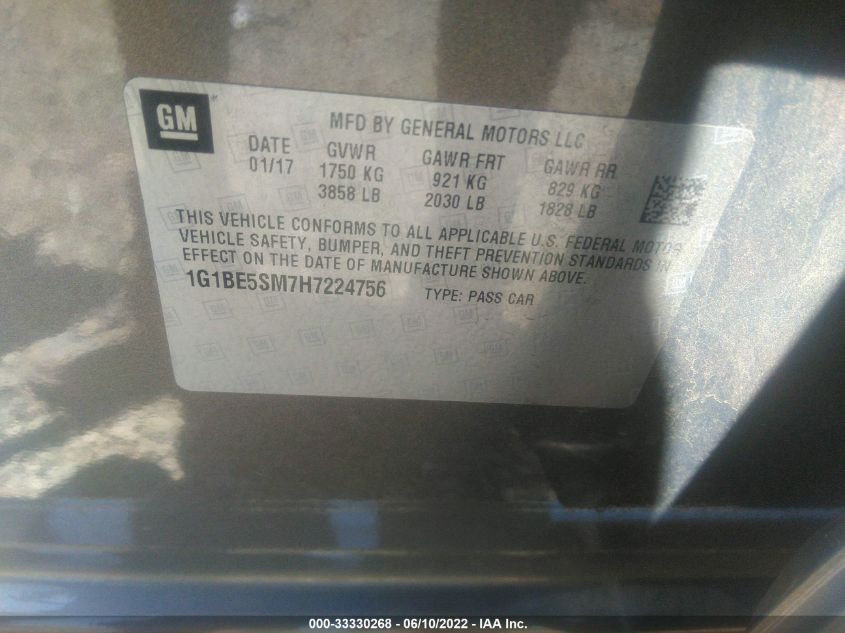 GM
MFD BY GENERAL MOTORS LLC
DATE GVWR GAWR FRT GAWR RR
01/17 1750 KG 921 KG 829 KG
3858 LB 2030 LB 1828 LB
THIS VEHICLE CONFORMS TO ALL APPLICABLE U.S. FEDERAL MOTOR
VEHICLE SAFETY, BUMPER, AND THEFT PREVENTION STANDARDS IN
EFFECT ON THE DATE OF MANUFACTURE SHOWN ABOVE.
1G1BE5SM7H7224756 TYPE: PASS CAR
000-33330268 - 06/10/2022 - IAA Inc.